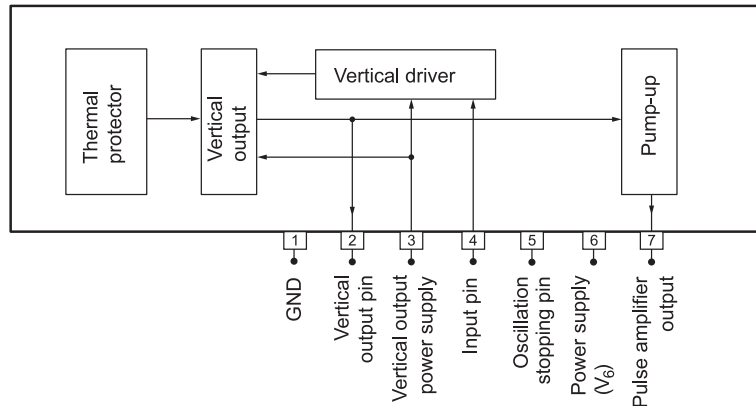 Thermal
protector
Vertical
output
Vertical driver
Pump-up
1
2
3
4
5
6
7
GND
Vertical
output pin
Vertical output
power supply
Input pin
Oscillation
stopping pin
Power supply
(V₆)
Pulse amplifier
output